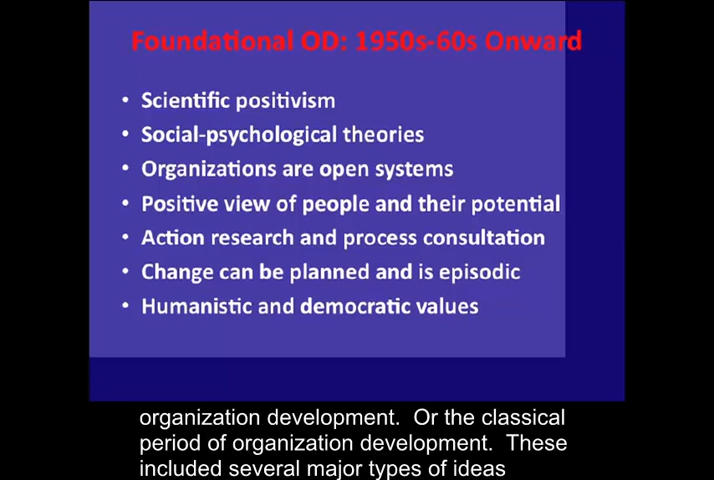 Foundational OD: 1950s-60s Onward
• Scientific positivism
• Social-psychological theories
• Organizations are open systems
• Positive view of people and their potential
• Action research and process consultation
• Change can be planned and is episodic
• Humanistic and democratic values
organization development.  Or the classical
period of organization development.  These
included several major types of ideas